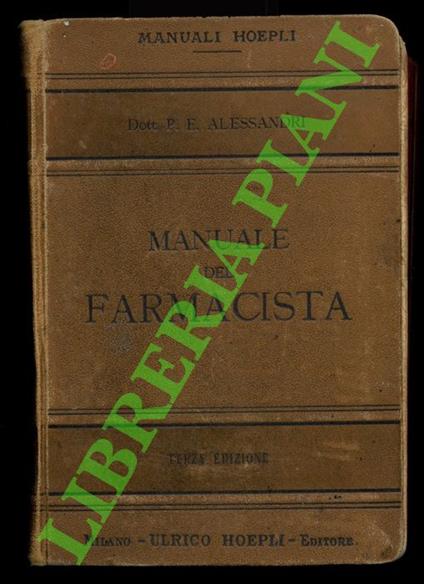 MANUALI HOEPLI
Dott. P. E. ALESSANDRI
MANUALE
DEL
FARMACISTA
TERZA EDIZIONE
MILANO - ULRICO HOEPLI - EDITORE.
LIBRERIA PIANI